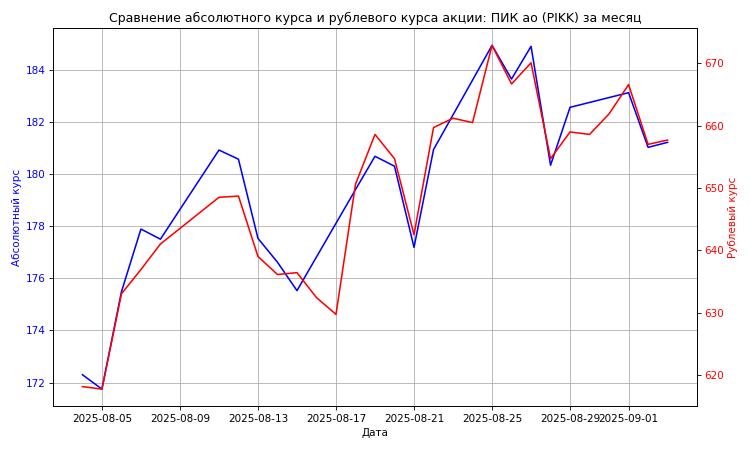 Сравнение абсолютного курса и рублевого курса акции: ПИК ао (PIKK) за месяц
Абсолютный курс
184
182
180
178
176
174
172
670
660
650
640
630
620
Рублевый курс
2025-08-05 2025-08-09 2025-08-13 2025-08-17 2025-08-21 2025-08-25 2025-08-29 2025-09-01
Дата